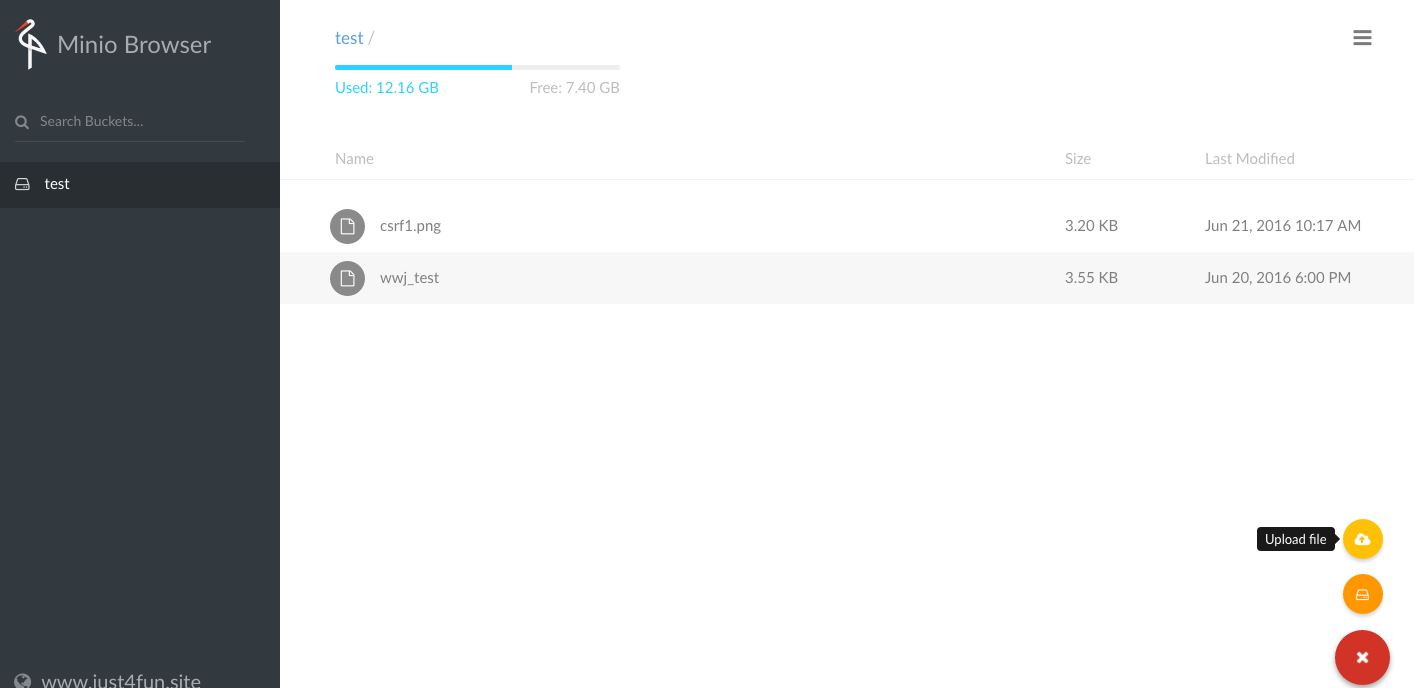 Minio Browser
Search Buckets...
test
www.just4fun.site
test /
Used: 12.16 GB Free: 7.40 GB
Name Size Last Modified
csrf1.png 3.20 KB Jun 21, 2016 10:17 AM
wwj_test 3.55 KB Jun 20, 2016 6:00 PM
Upload file